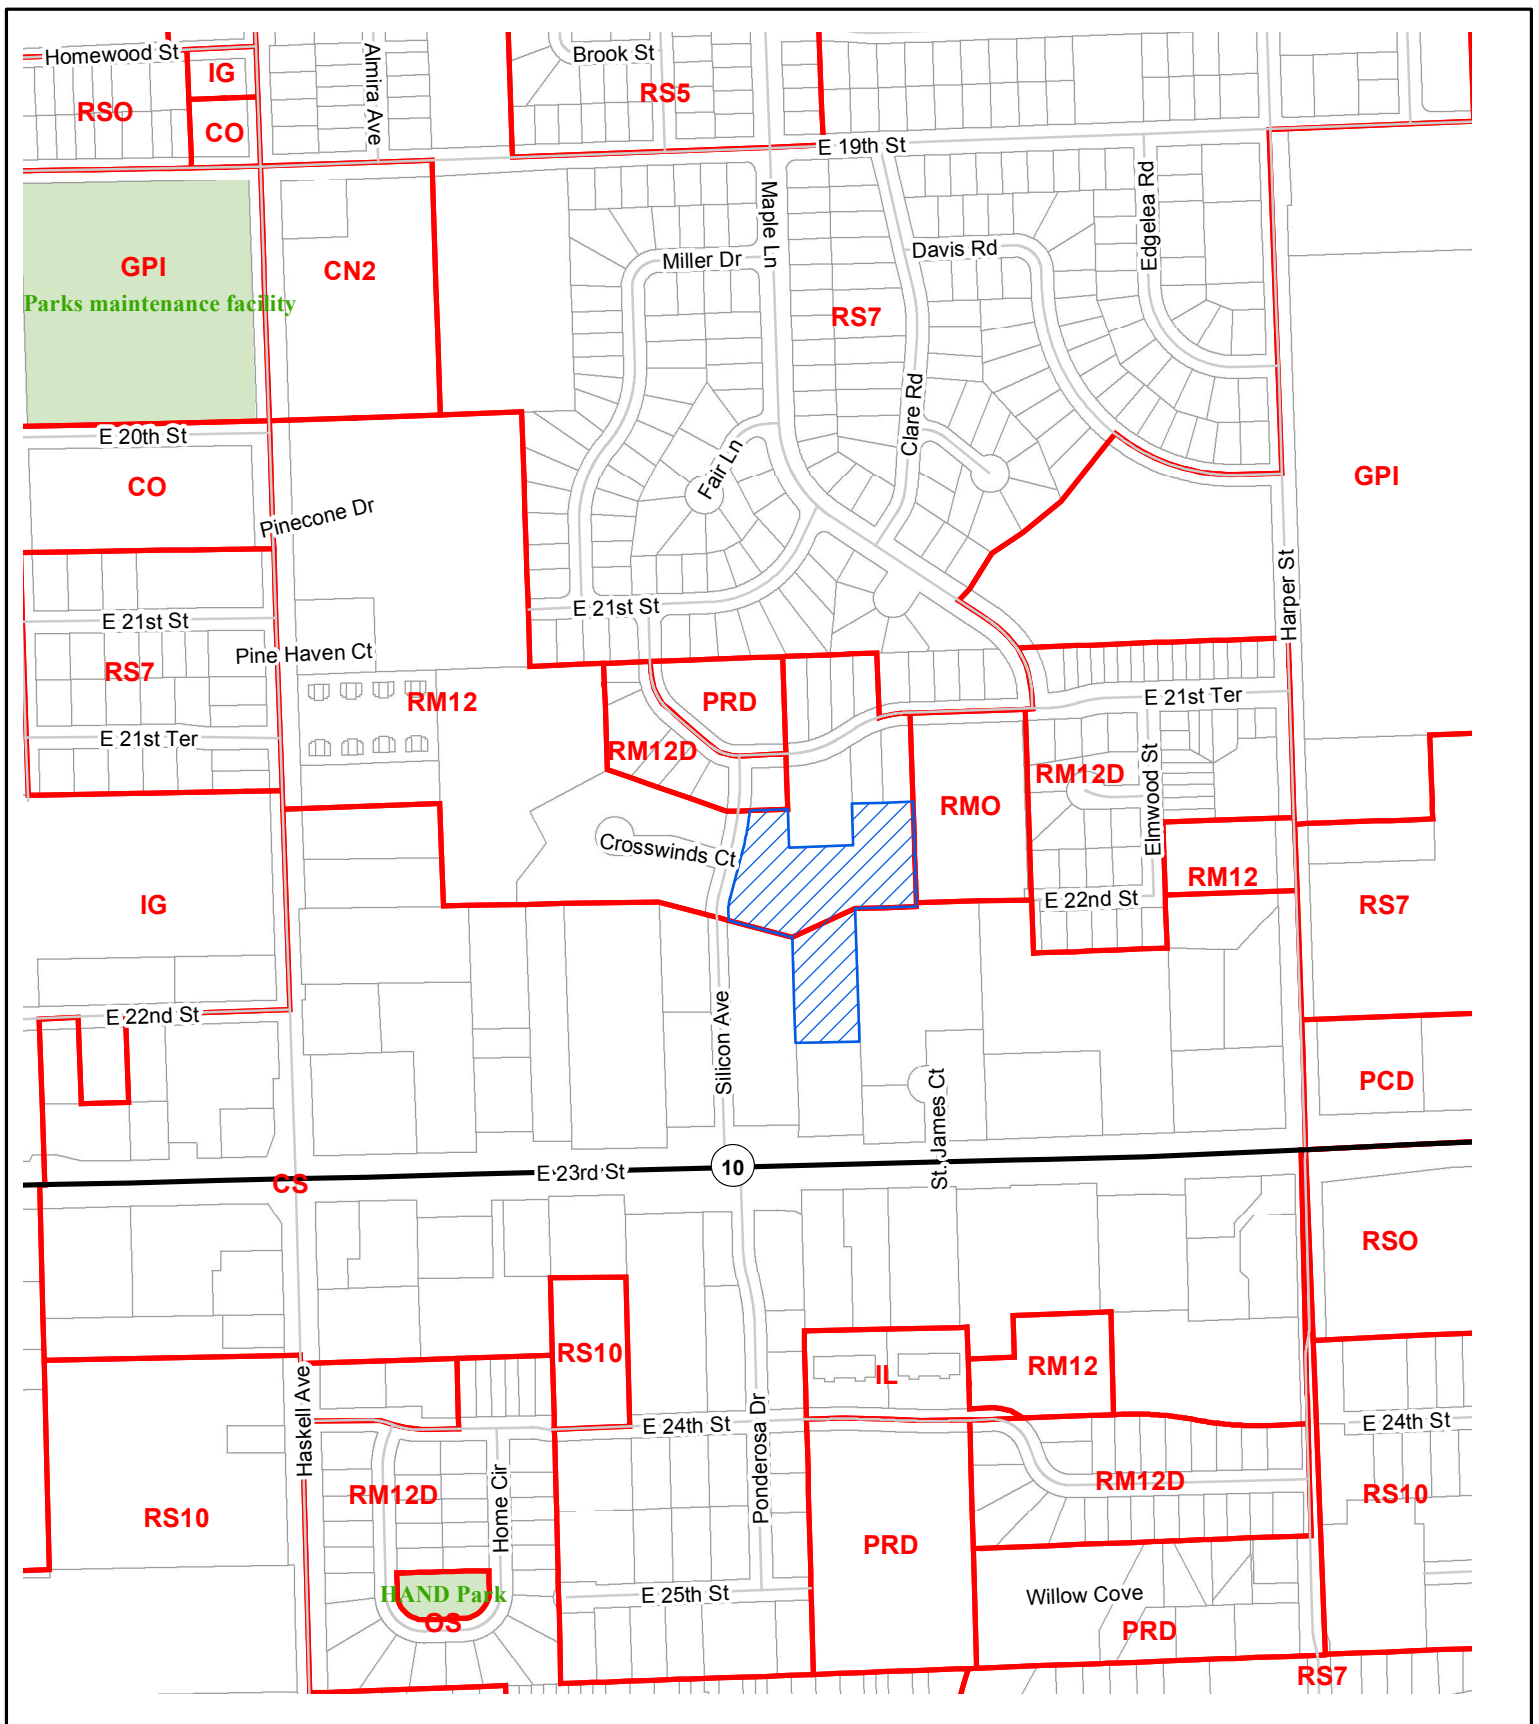 Homewood St
IG
Almira Ave
Brook St
RS5
RSO
CO
E 19th St
Maple Ln
Edgelea Rd
GPI
Parks maintenance facility
CN2
Miller Dr
Davis Rd
RS7
Clare Rd
E 20th St
CO
Fair Ln
GPI
Pinecone Dr
Harper St
E 21st St
E 21st St
Pine Haven Ct
RS7
RM12
PRD
E 21st Ter
E 21st Ter
RM12D
RM12D
Elmwood St
RMO
Crosswinds Ct
RM12
E 22nd St
IG
RS7
E 22nd St
Silicon Ave
St. James Ct
PCD
E 23rd St
10
CS
RSO
RS10
IL
RM12
Haskell Ave
Ponderosa Dr
E 24th St
E 24th St
RM12D
RM12D
RS10
RS10
Home Cir
PRD
HAND Park
OS
E 25th St
Willow Cove
PRD
RS7